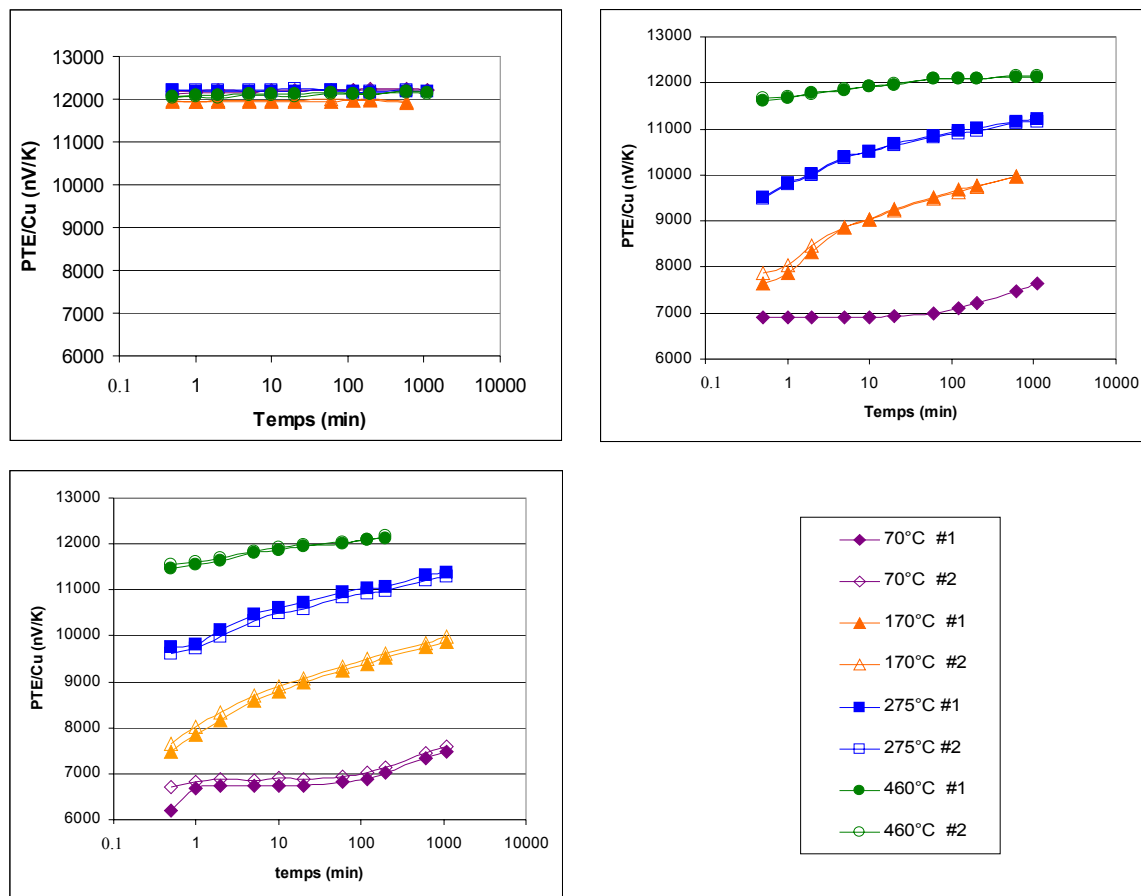 13000
12000
11000
10000
9000
8000
7000
6000
PTE/Cu (nV/K)
0.1 1 10 100 1000 10000
Temps (min)
13000
12000
11000
10000
9000
8000
7000
6000
PTE/Cu (nV/K)
0.1 1 10 100 1000 10000
Temps (min)
13000
12000
11000
10000
9000
8000
7000
6000
PTE/Cu (nV/K)
0.1 1 10 100 1000 10000
temps (min)
70°C #1
70°C #2
170°C #1
170°C #2
275°C #1
275°C #2
460°C #1
460°C #2